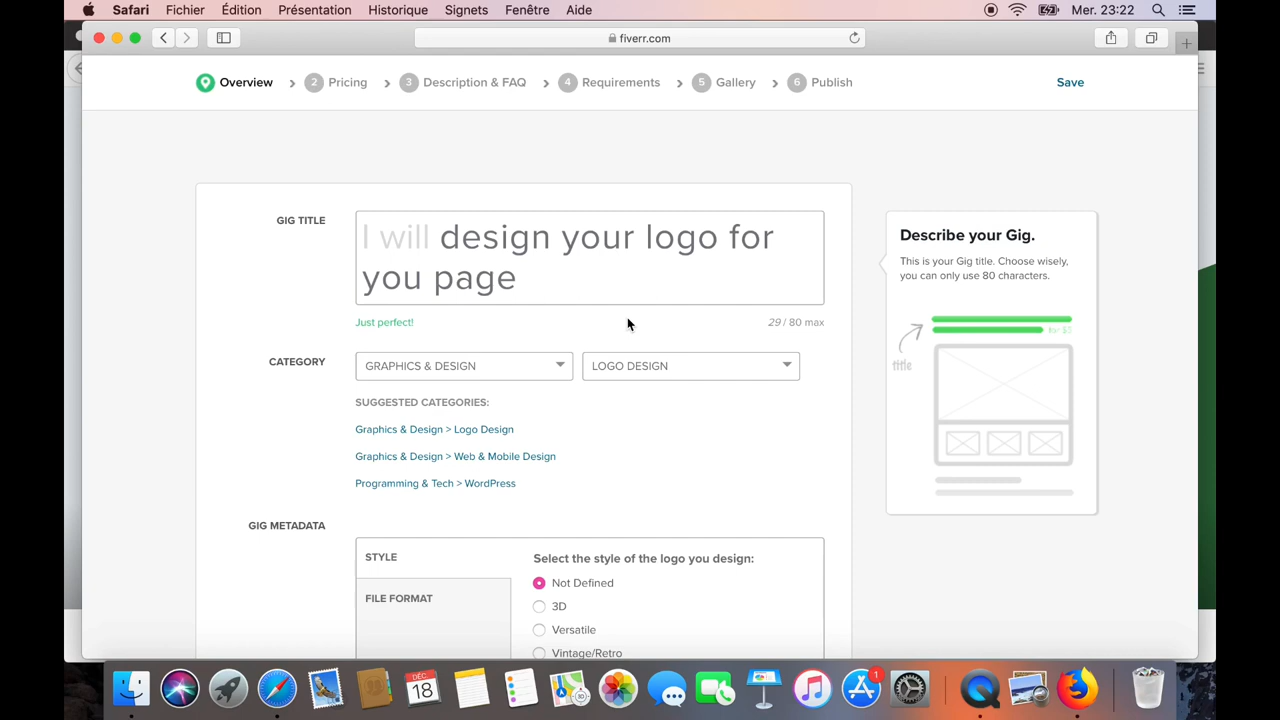 Safari Fichier Édition Présentation Historique Signets Fenêtre Aide Mer. 23:22
fiverr.com
Overview 2 Pricing 3 Description & FAQ 4 Requirements 5 Gallery 6 Publish Save
GIG TITLE
I will design your logo for
you page
Just perfect!
29 / 80 max
Describe your Gig.
This is your Gig title. Choose wisely,
you can only use 80 characters.
for $5
title
CATEGORY
GRAPHICS & DESIGN
LOGO DESIGN
SUGGESTED CATEGORIES:
Graphics & Design > Logo Design
Graphics & Design > Web & Mobile Design
Programming & Tech > WordPress
GIG METADATA
STYLE
FILE FORMAT
Select the style of the logo you design:
Not Defined
3D
Versatile
Vintage/Retro
DÉC
18
1